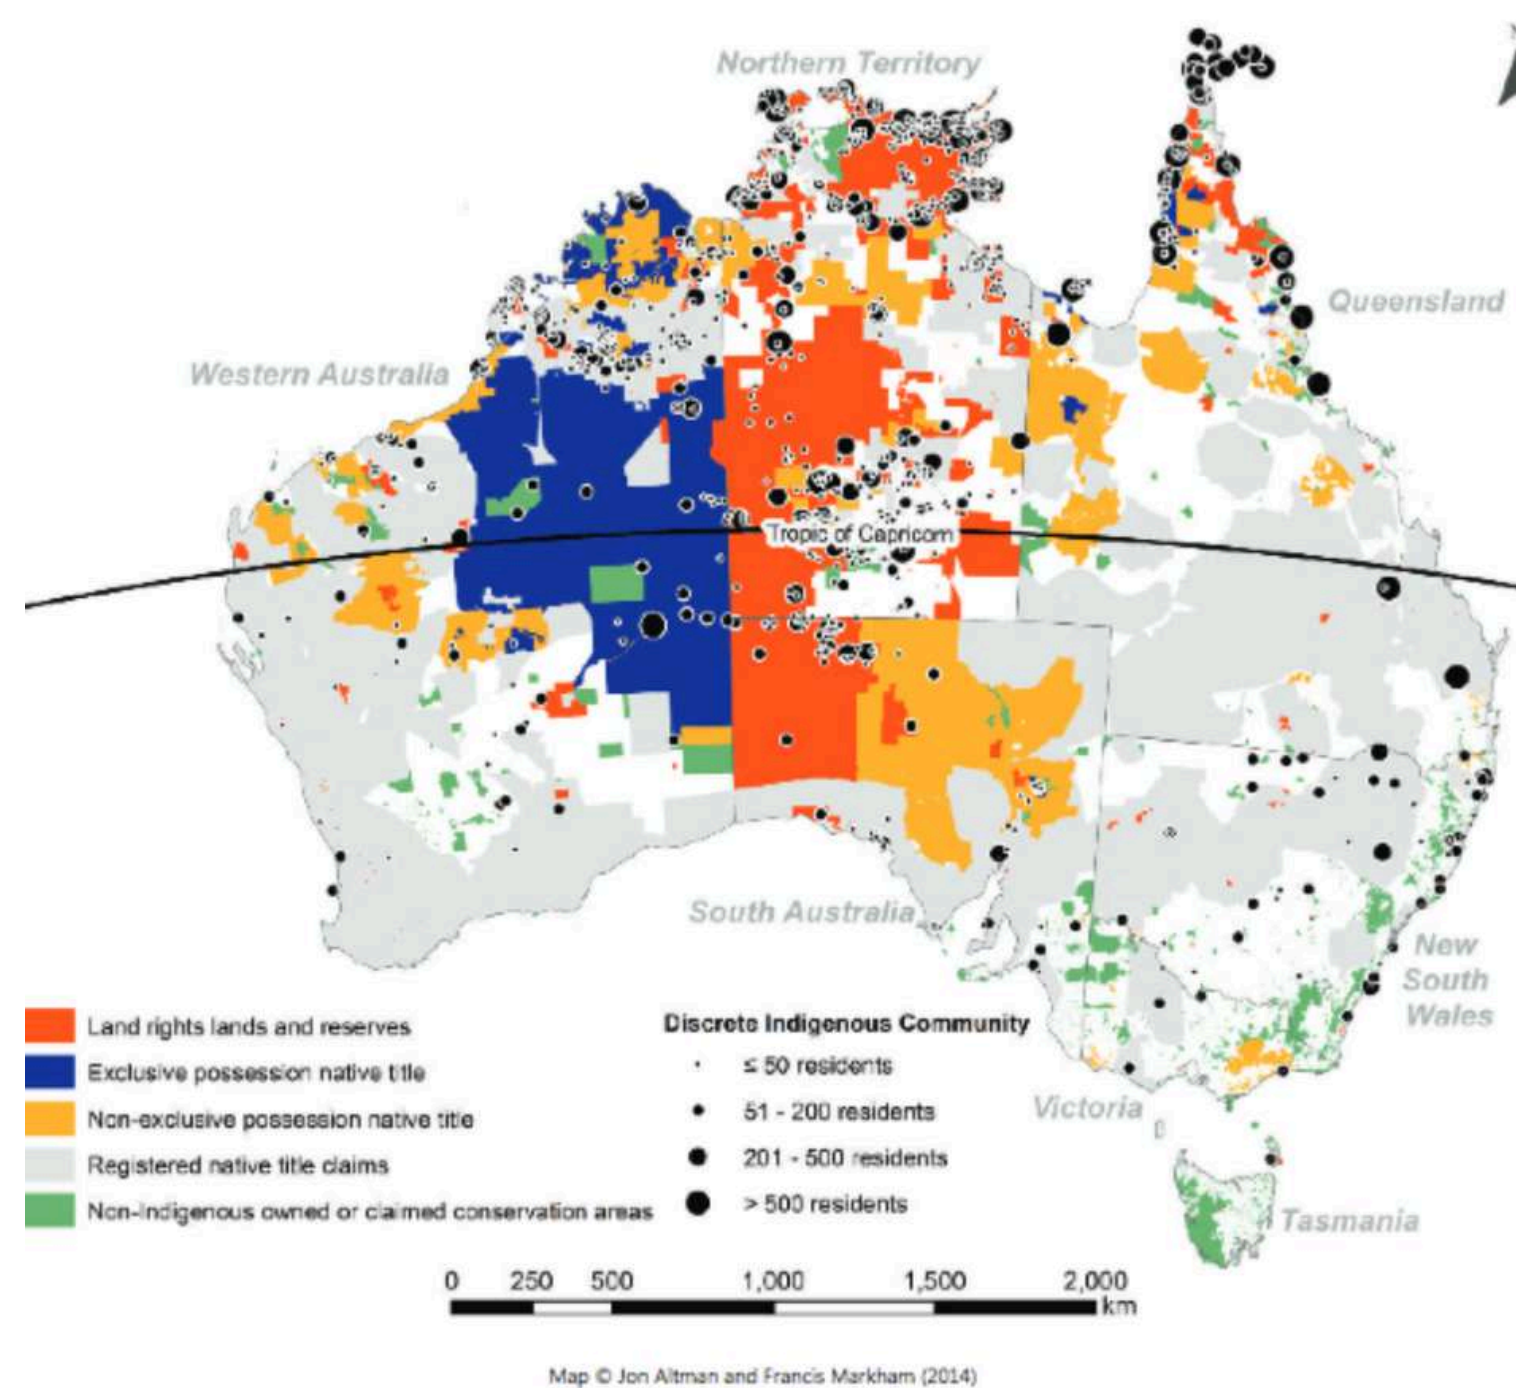 Northern Territory
Queensland
Western Australia
Tropic of Capricorn
South Australia
New
South
Wales
Victoria
Tasmania
Land rights lands and reserves
Exclusive possession native title
Non-exclusive possession native title
Registered native title claims
Non-Indigenous owned or claimed conservation areas
Discrete Indigenous Community
≤ 50 residents
51 - 200 residents
201 - 500 residents
> 500 residents
0 250 500 1,000 1,500 2,000
km
Map © Jon Altman and Francis Markham (2014)